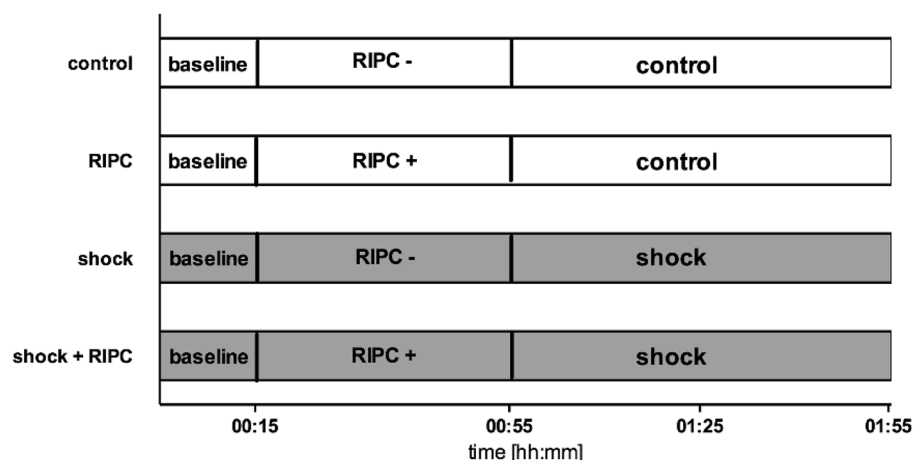 control baseline RIPC - control
RIPC baseline RIPC + control
shock baseline RIPC - shock
shock + RIPC baseline RIPC + shock
00:15 00:55 01:25 01:55
time [hh:mm]